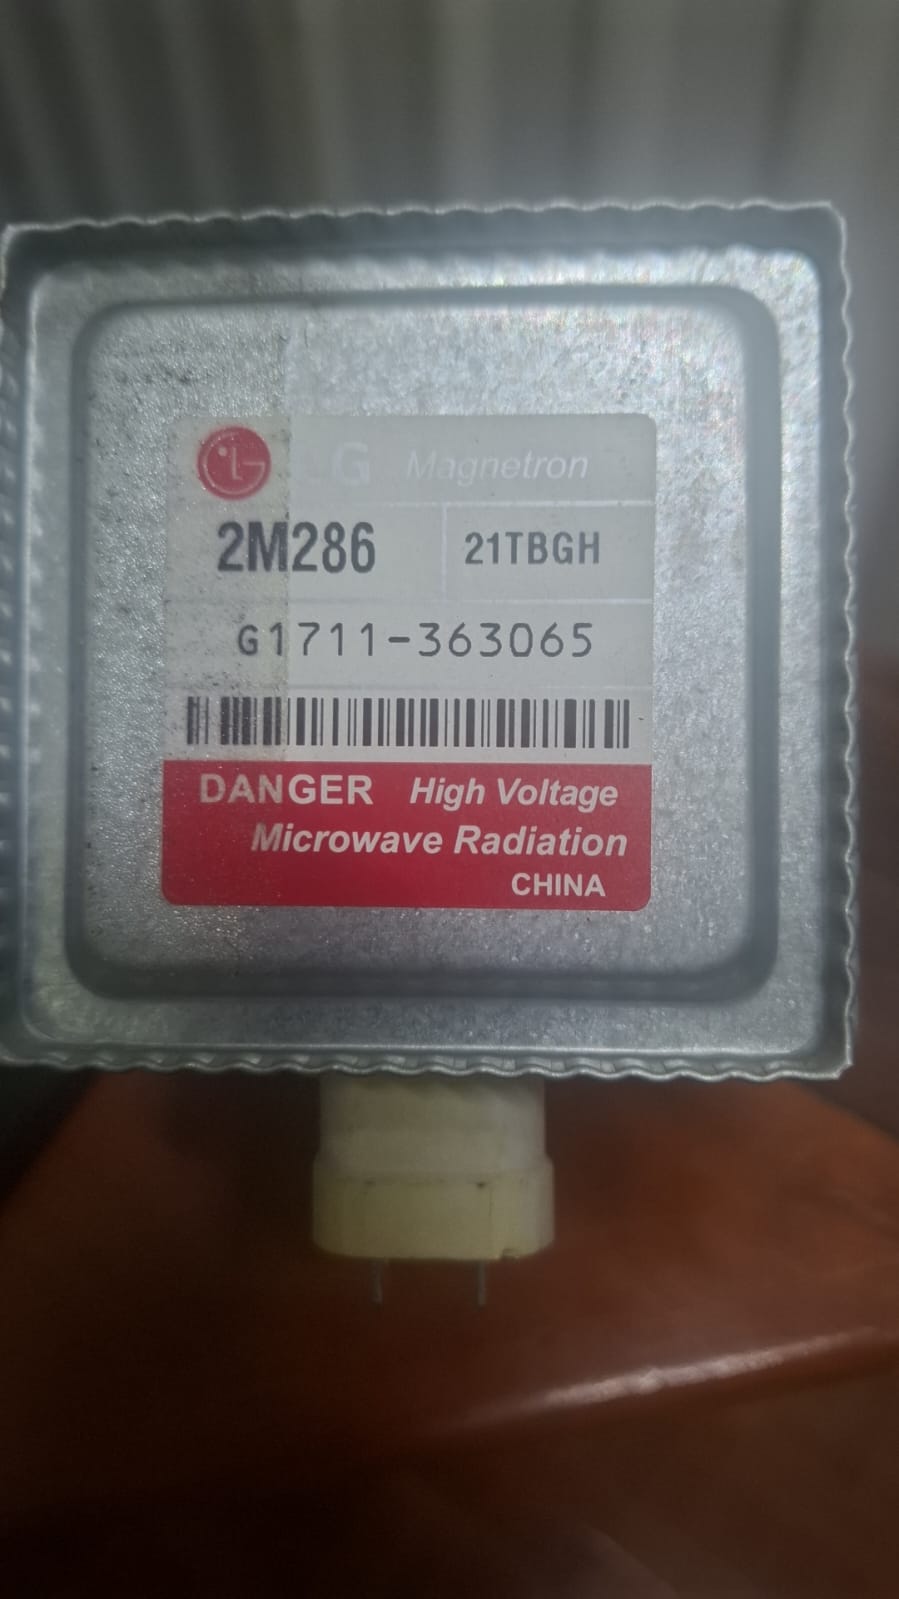 LG Magnetron
2M286 21TBGH
G1711-363065
DANGER High Voltage
Microwave Radiation
CHINA